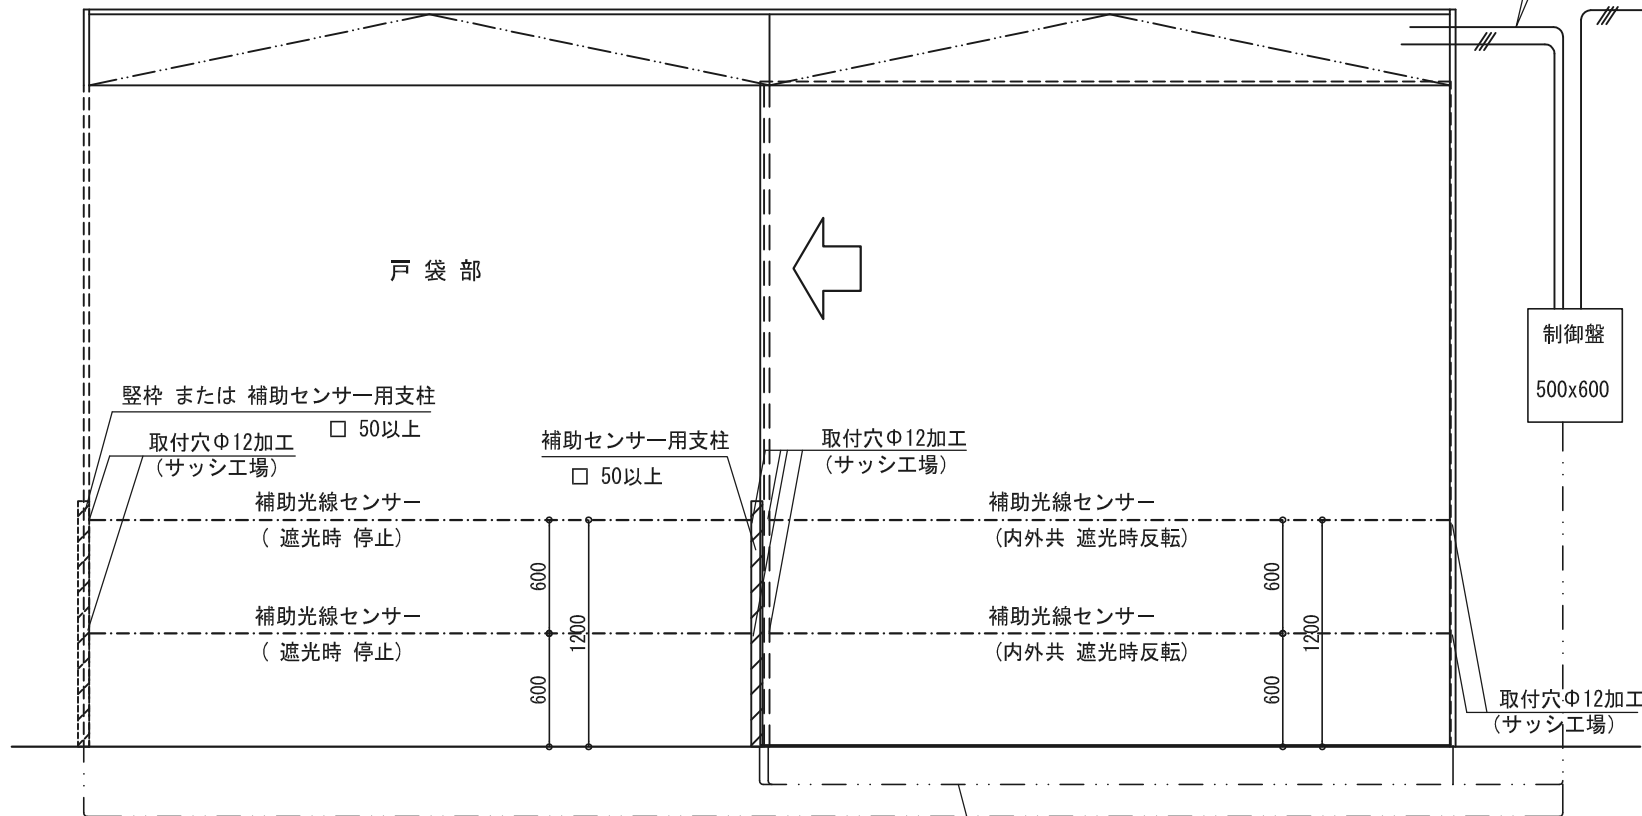 戸 袋 部
制御盤
500x600
竪枠 または 補助センサー用支柱
□ 50以上
取付穴Φ12加工
(サッシ工場)
補助センサー用支柱
□ 50以上
取付穴Φ12加工
(サッシ工場)
補助光線センサー
( 遮光時 停止)
補助光線センサー
(内外共 遮光時反転)
600
1200
600
1200
補助光線センサー
( 遮光時 停止)
補助光線センサー
(内外共 遮光時反転)
600
600
取付穴Φ12加工
(サッシ工場)